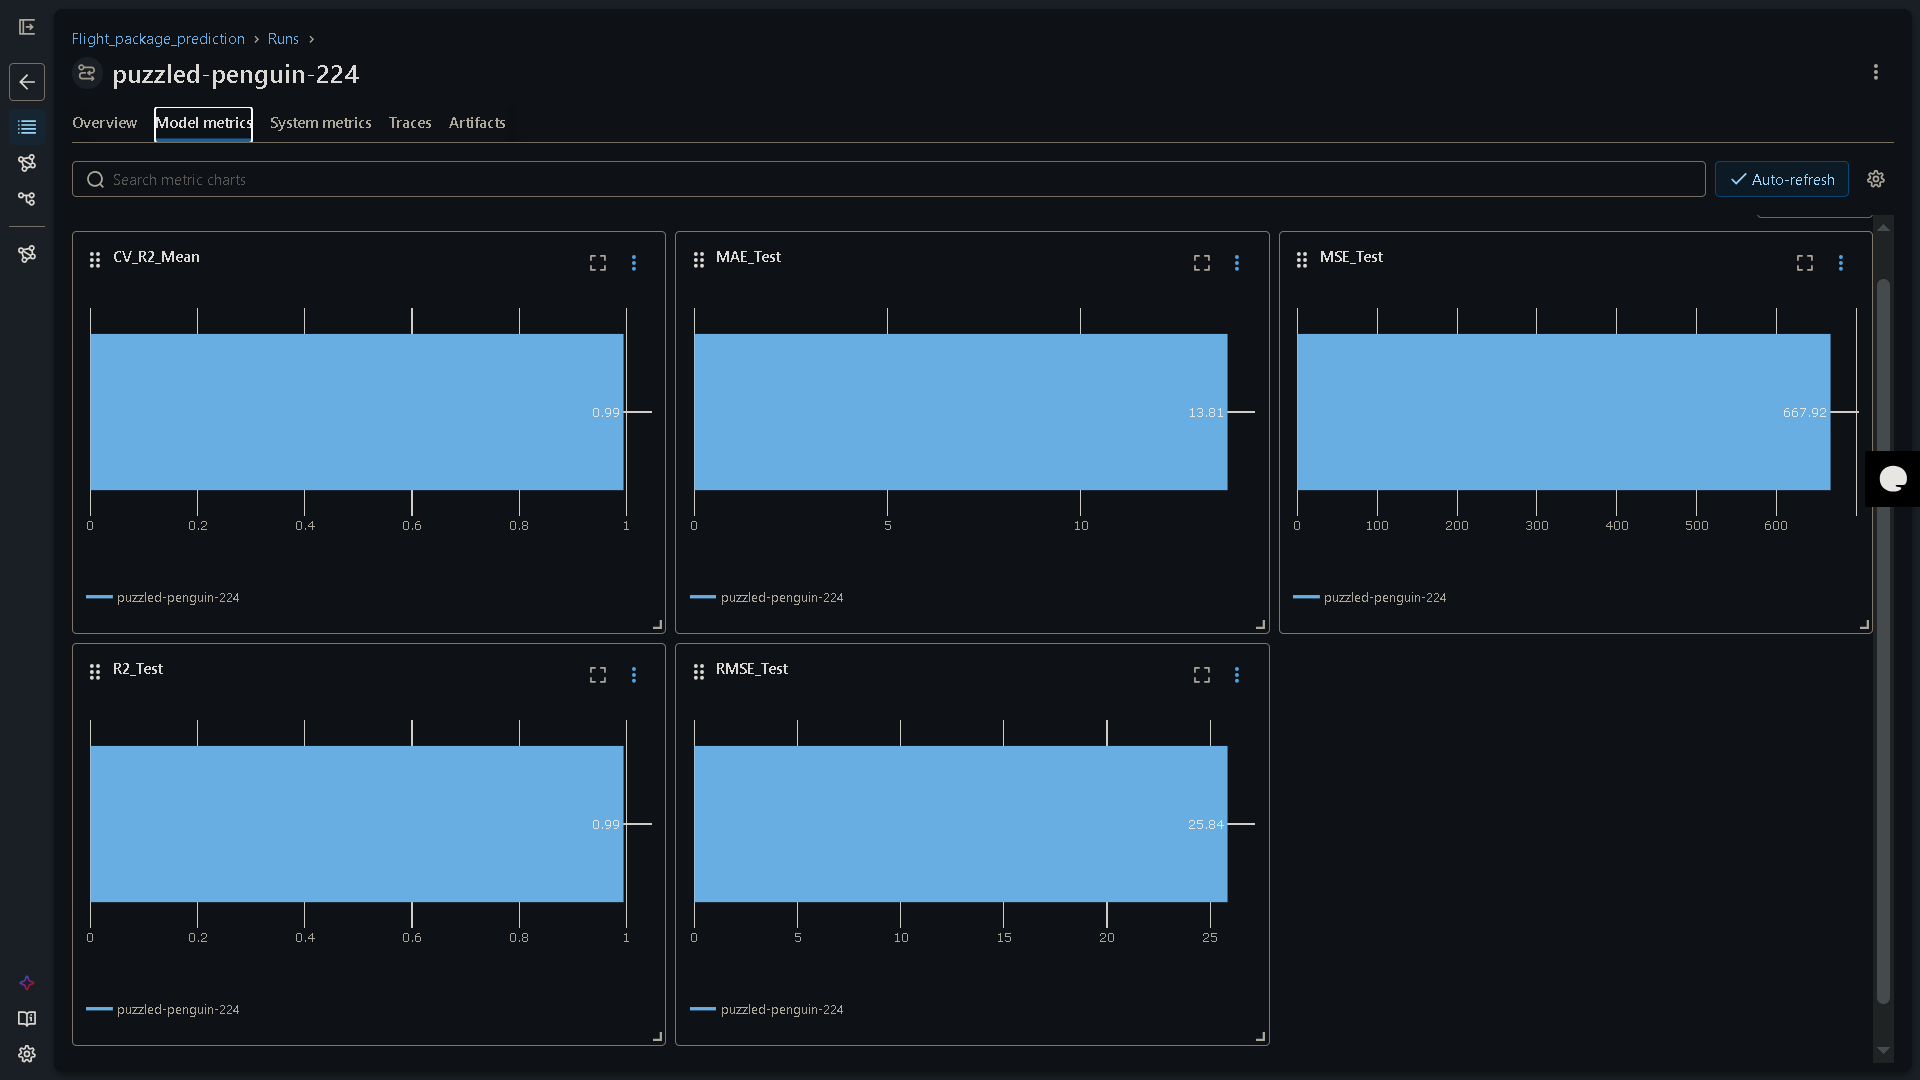 Flight_package_prediction > Runs >
puzzled-penguin-224
Overview Model metrics System metrics Traces Artifacts
Search metric charts
Auto-refresh
CV_R2_Mean
0.99
0 0.2 0.4 0.6 0.8 1
puzzled-penguin-224
MAE_Test
13.81
0 5 10
puzzled-penguin-224
MSE_Test
667.92
0 100 200 300 400 500 600
puzzled-penguin-224
R2_Test
0.99
0 0.2 0.4 0.6 0.8 1
puzzled-penguin-224
RMSE_Test
25.84
0 5 10 15 20 25
puzzled-penguin-224